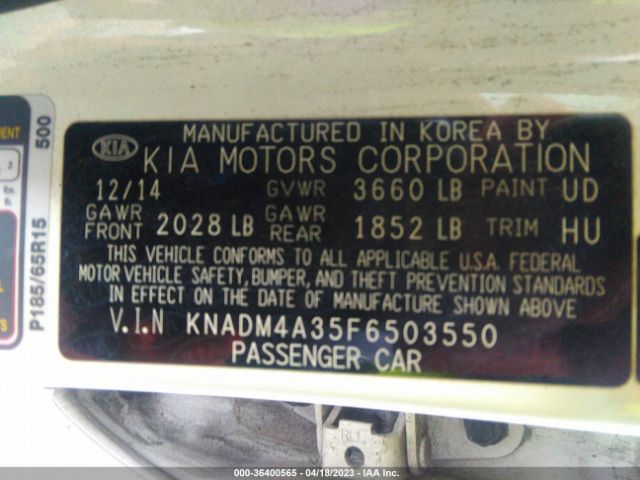 MANUFACTURED IN KOREA BY
KIA KIA MOTORS CORPORATION
12/14 GVWR 3660 LB PAINT UD
GAWR FRONT 2028 LB GAWR REAR 1852 LB TRIM HU
THIS VEHICLE CONFORMS TO ALL APPLICABLE U.S.A. FEDERAL
MOTOR VEHICLE SAFETY, BUMPER, AND THEFT PREVENTION STANDARDS
IN EFFECT ON THE DATE OF MANUFACTURE SHOWN ABOVE
V.I.N KNADM4A35F6503550
PASSENGER CAR
P185/65R15 500
000-36400565 - 04/18/2023 - IAA Inc.